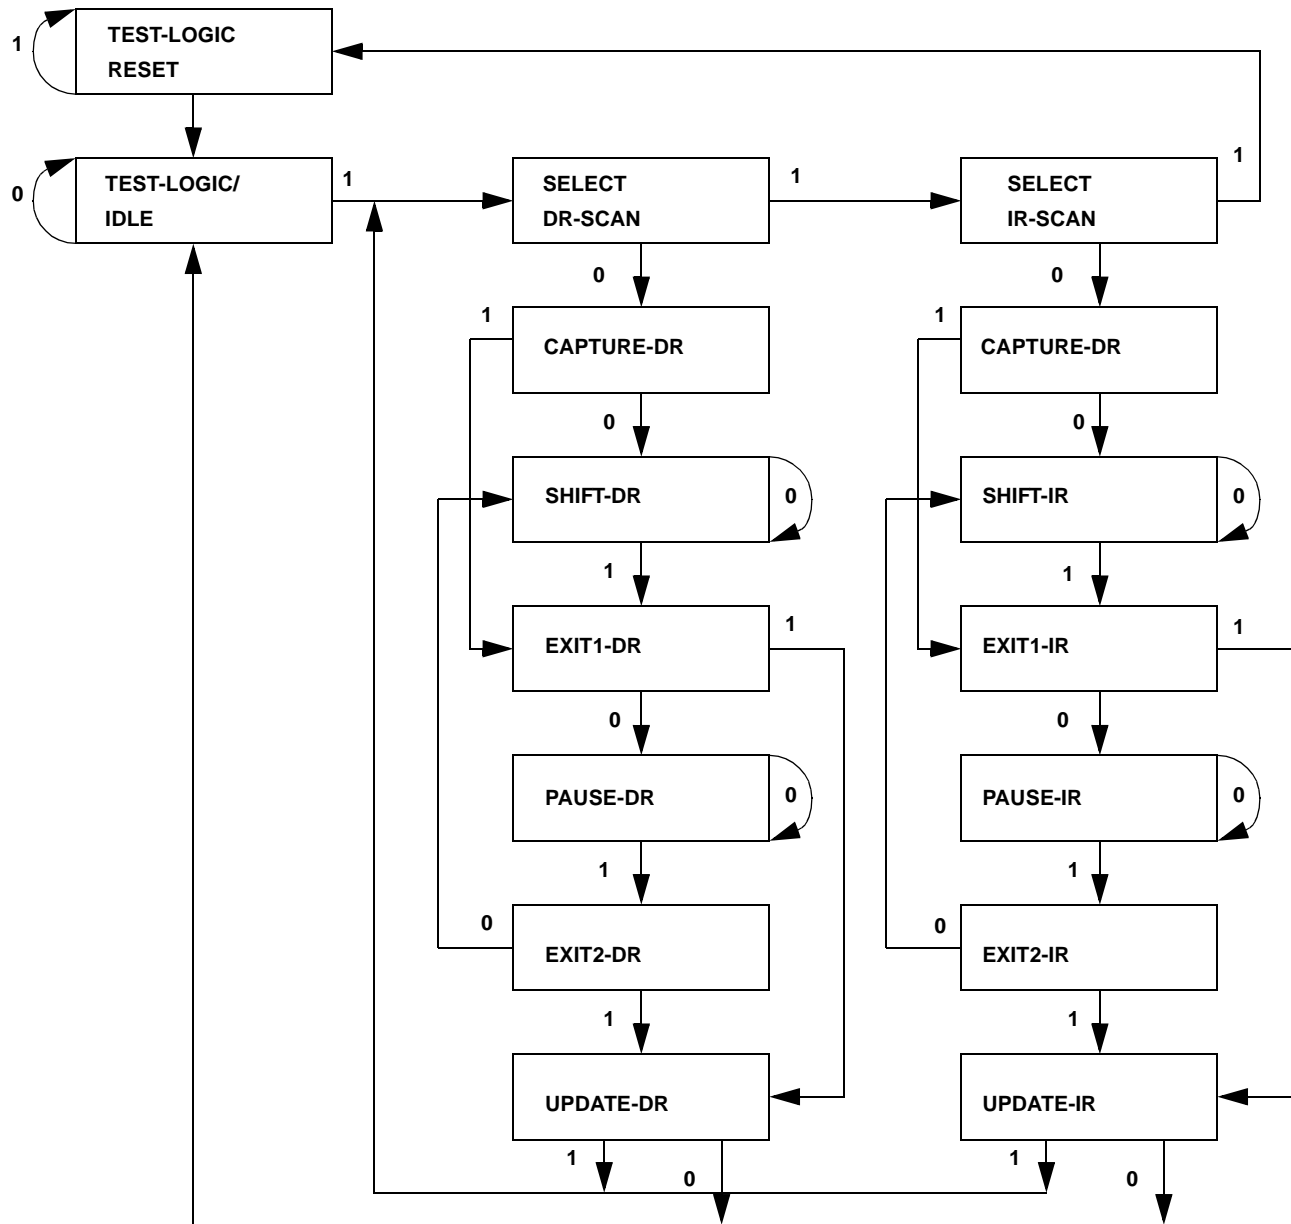 1
TEST-LOGIC
RESET
0
TEST-LOGIC/
IDLE
1
SELECT
DR-SCAN
1
SELECT
IR-SCAN
1
0
0
1
CAPTURE-DR
1
CAPTURE-DR
0
0
SHIFT-DR
0
SHIFT-IR
0
1
1
EXIT1-DR
1
EXIT1-IR
1
0
0
PAUSE-DR
0
PAUSE-IR
0
1
1
0
EXIT2-DR
0
EXIT2-IR
1
1
UPDATE-DR
UPDATE-IR
1
0
1
0